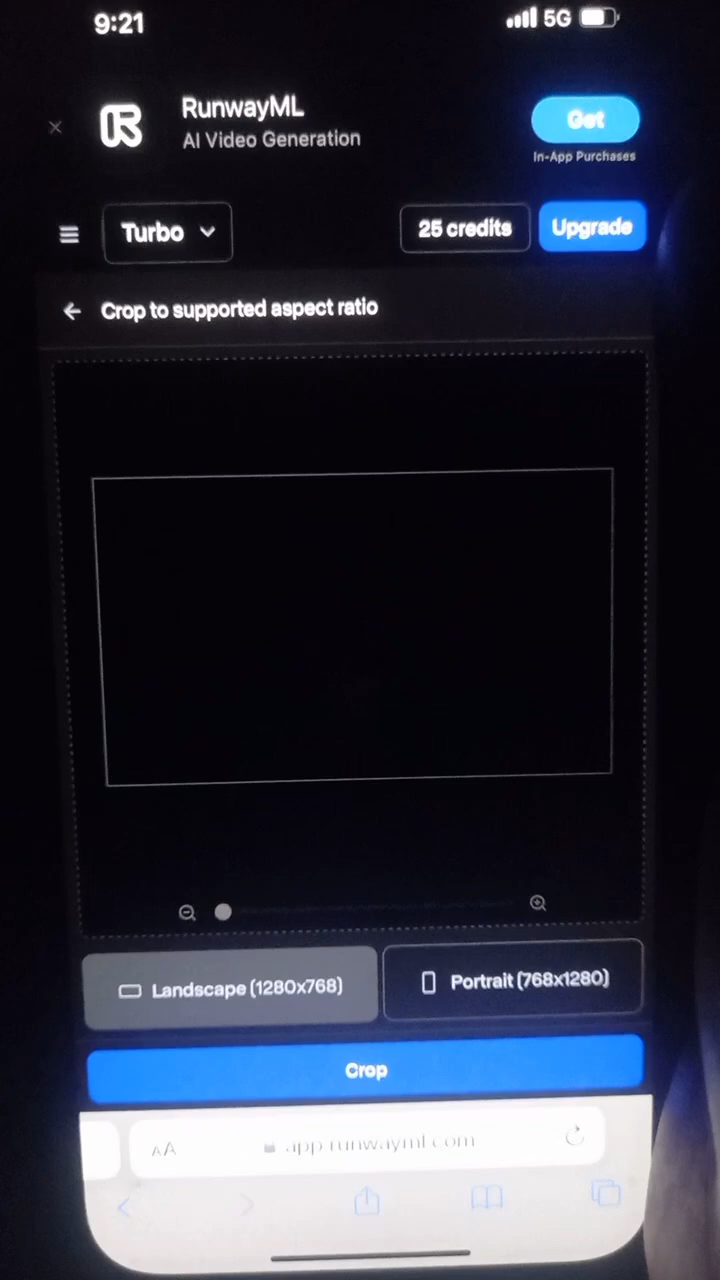 9:21
5G
RunwayML
AI Video Generation
Get
In-App Purchases
Turbo
25 credits
Upgrade
Crop to supported aspect ratio
Landscape (1280x768)
Portrait (768x1280)
Crop
AA
app.runwayml.com